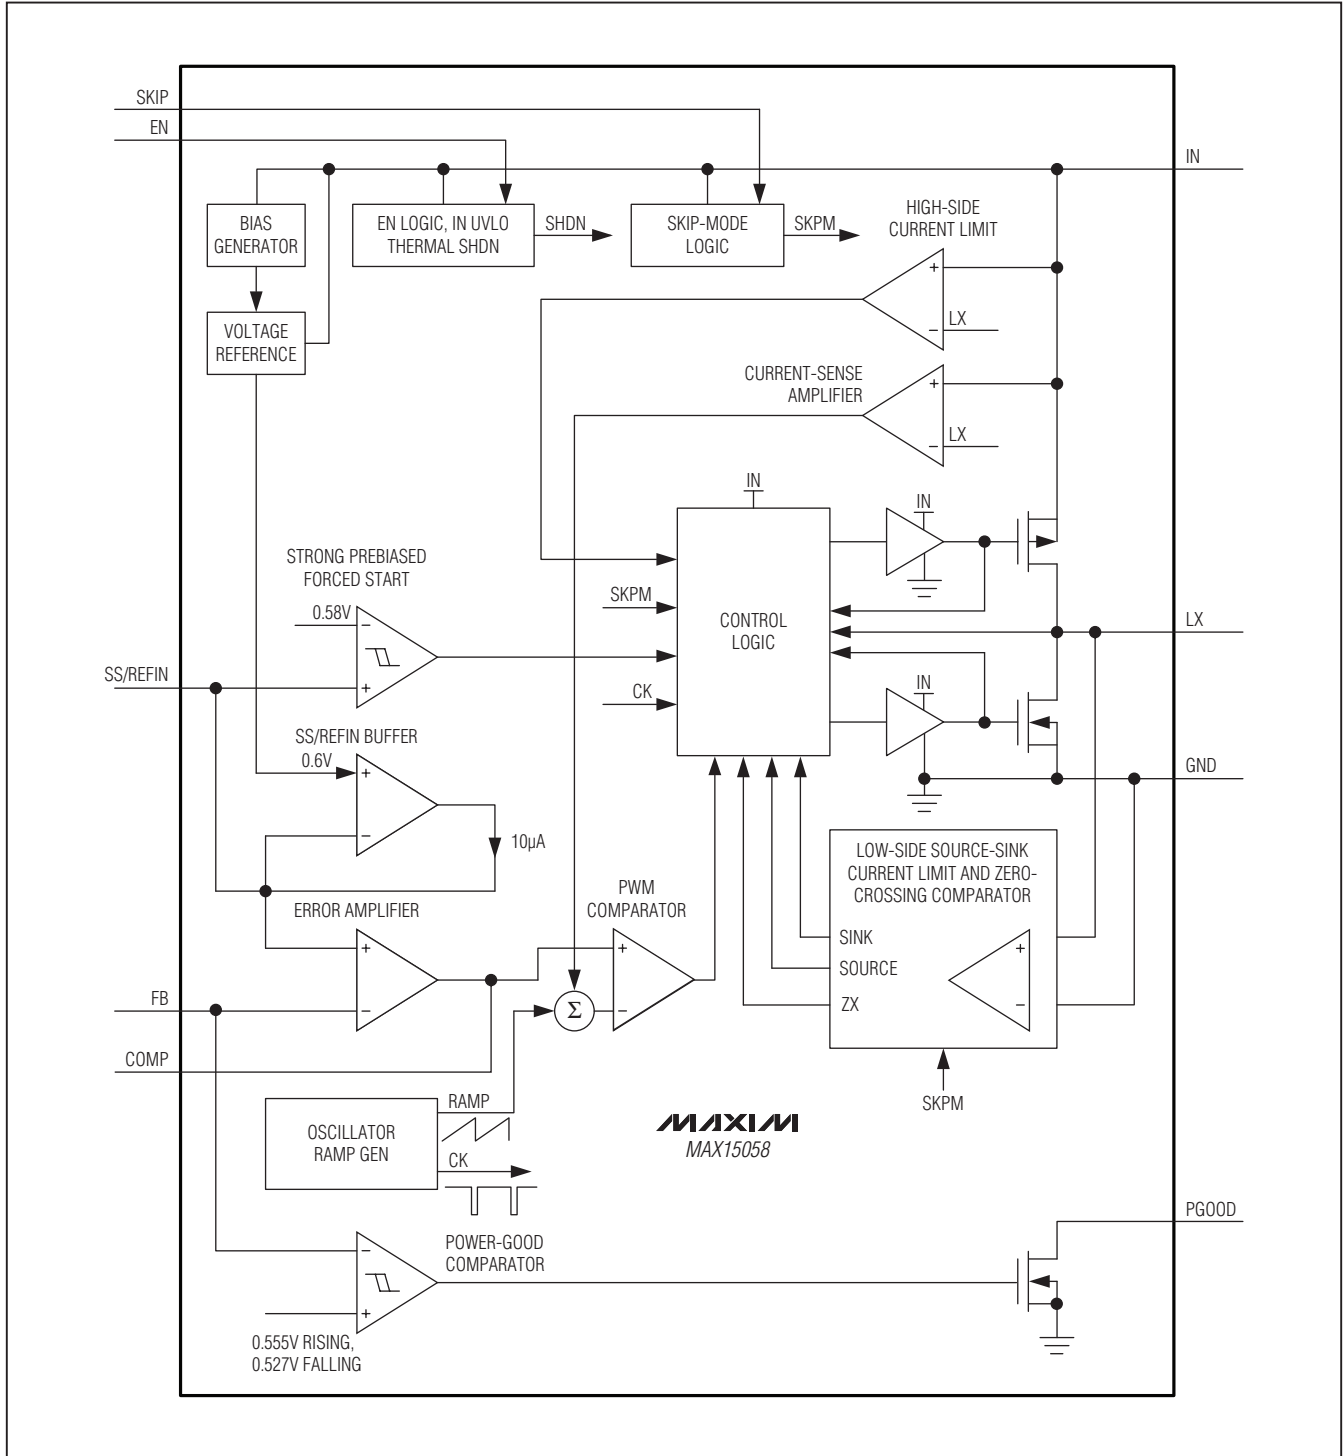 SKIP
EN
IN
BIAS
GENERATOR
EN LOGIC, IN UVLO
THERMAL SHDN
SHDN
SKIP-MODE
LOGIC
SKPM
HIGH-SIDE
CURRENT LIMIT
+
LX
−
VOLTAGE
REFERENCE
CURRENT-SENSE
AMPLIFIER
+
LX
−
IN
IN
STRONG PREBIASED
FORCED START
0.58V
−
+
SKPM
CONTROL
LOGIC
LX
SS/REFIN
CK
IN
SS/REFIN BUFFER
0.6V
+
−
10µA
GND
ERROR AMPLIFIER
+
−
PWM
COMPARATOR
+
−
Σ
LOW-SIDE SOURCE-SINK
CURRENT LIMIT AND ZERO-
CROSSING COMPARATOR
SINK
SOURCE
ZX
+
−
FB
COMP
SKPM
OSCILLATOR
RAMP GEN
RAMP
CK
MAXIM
MAX15058
PGOOD
POWER-GOOD
COMPARATOR
−
+
0.555V RISING,
0.527V FALLING